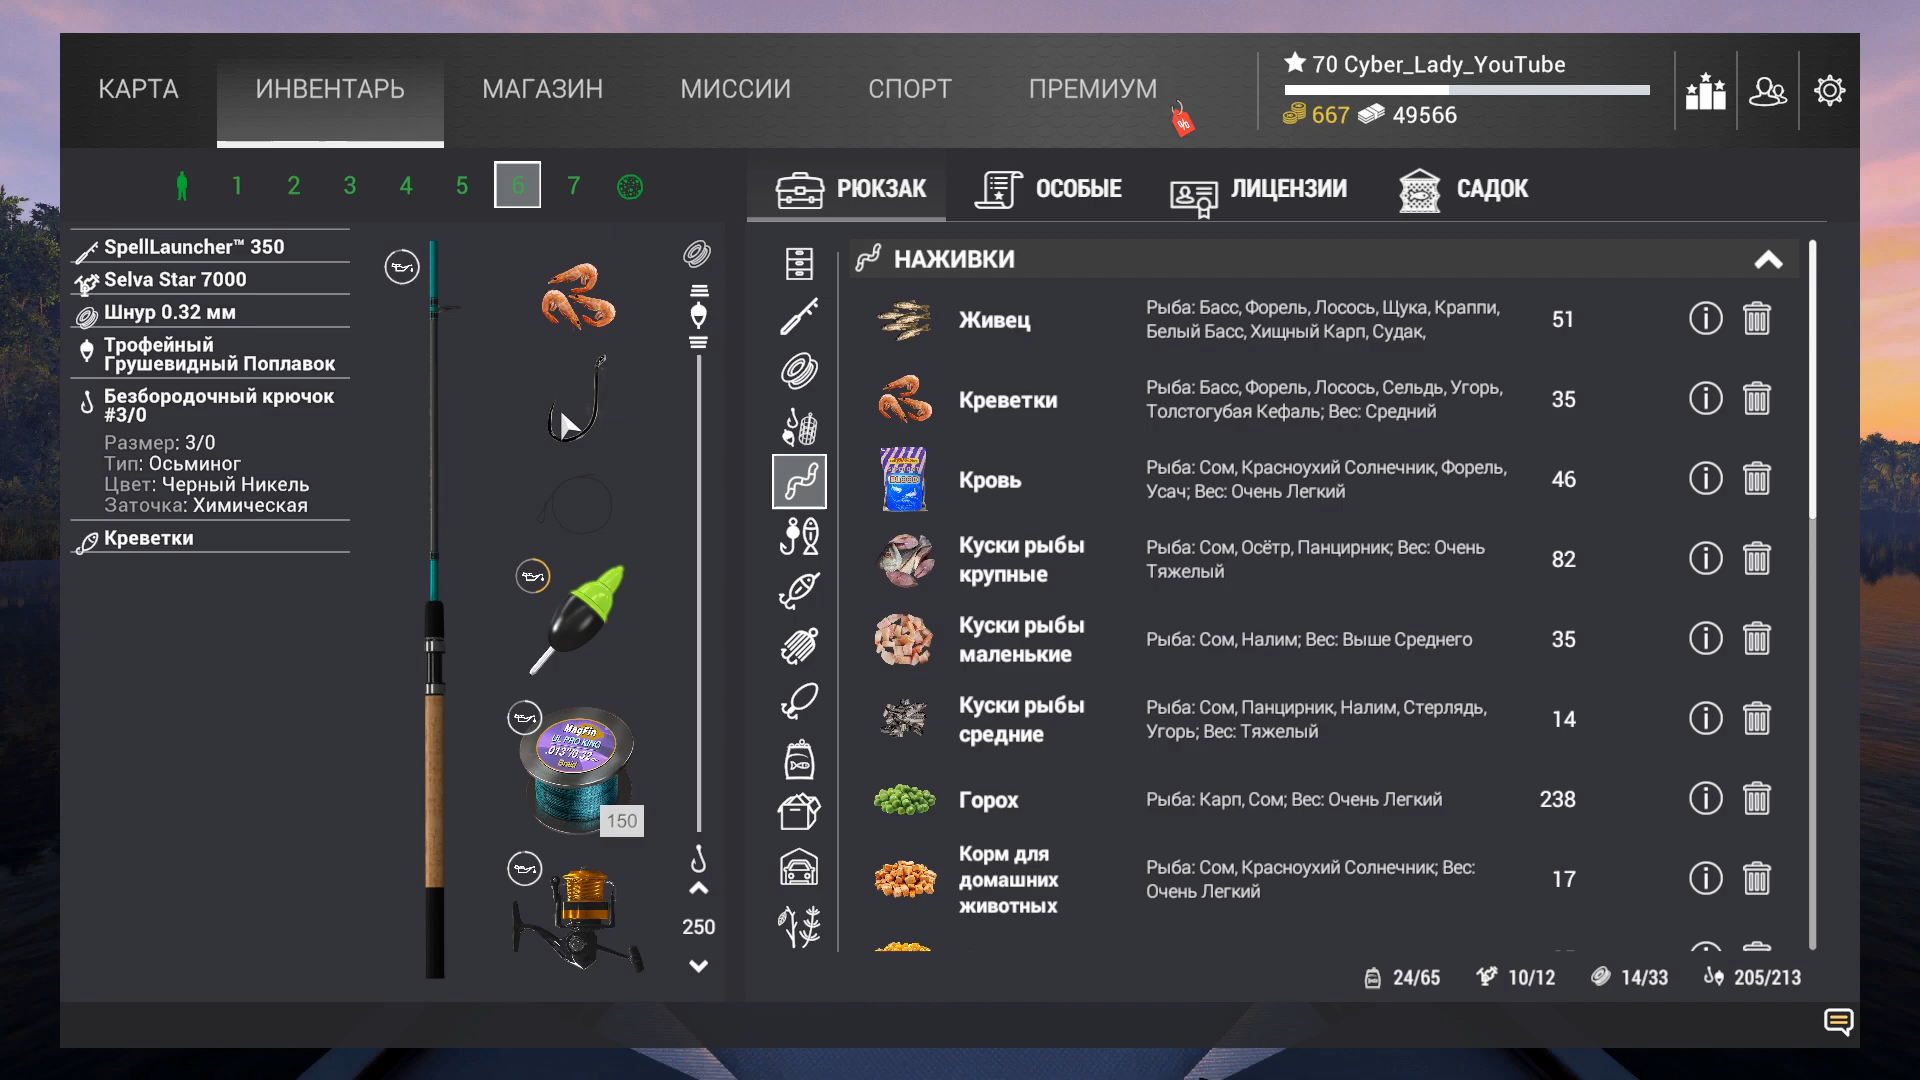 КАРТА
ИНВЕНТАРЬ
МАГАЗИН
МИССИИ
СПОРТ
ПРЕМИУМ
%
70 Cyber_Lady_YouTube
667 49566
1 2 3 4 5 6 7
РЮКЗАК
ОСОБЫЕ
ЛИЦЕНЗИИ
САДОК
SpellLauncher™ 350
Selva Star 7000
Шнур 0.32 мм
Трофейный
Грушевидный Поплавок
Безбородочный крючок
#3/0
Размер: 3/0
Тип: Осьминог
Цвет: Черный Никель
Заточка: Химическая
Креветки
MagFin
UL PRO KING
Braid
150
250
НАЖИВКИ
Живец
Рыба: Басс, Форель, Лосось, Щука, Краппи,
Белый Басс, Хищный Карп, Судак,
51
Креветки
Рыба: Басс, Форель, Лосось, Сельдь, Угорь,
Толстогубая Кефаль; Вес: Средний
35
BLOOD
Кровь
Рыба: Сом, Красноухий Солнечник, Форель,
Усач; Вес: Очень Легкий
46
Куски рыбы
крупные
Рыба: Сом, Осётр, Панцирник; Вес: Очень
Тяжелый
82
Куски рыбы
маленькие
Рыба: Сом, Налим; Вес: Выше Среднего
35
Куски рыбы
средние
Рыба: Сом, Панцирник, Налим, Стерлядь,
Угорь; Вес: Тяжелый
14
Горох
Рыба: Карп, Сом; Вес: Очень Легкий
238
Корм для
домашних
животных
Рыба: Сом, Красноухий Солнечник; Вес:
Очень Легкий
17
24/65
10/12
14/33
205/213